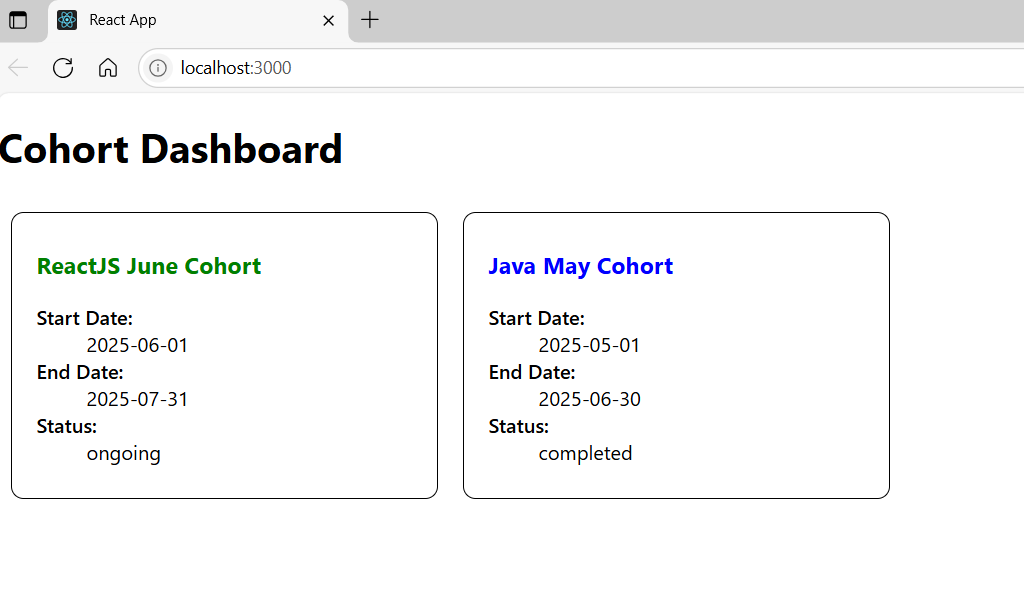 React App
localhost:3000
Cohort Dashboard
ReactJS June Cohort
Start Date:
2025-06-01
End Date:
2025-07-31
Status:
ongoing
Java May Cohort
Start Date:
2025-05-01
End Date:
2025-06-30
Status:
completed